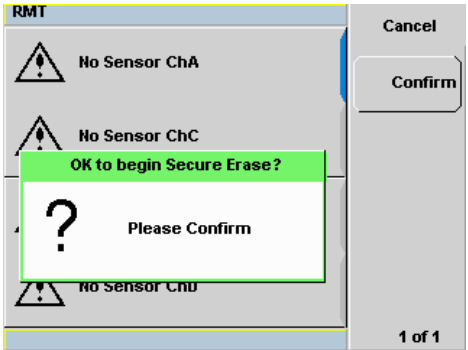 RMT
Cancel
No Sensor ChA
Confirm
No Sensor ChC
OK to begin Secure Erase?
Please Confirm
No Sensor ChD
1 of 1